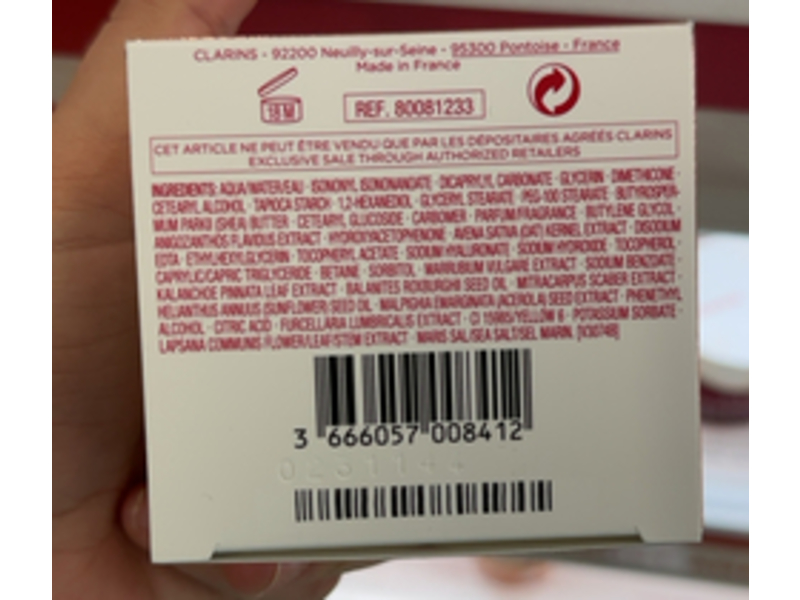 CLARINS - 92200 Neuilly-sur-Seine - 95300 Pontoise - France
Made in France
18 M
REF. 80081233
CET ARTICLE NE PEUT ÊTRE VENDU QUE PAR LES DÉPOSITAIRES AGRÉÉS CLARINS
EXCLUSIVE SALE THROUGH AUTHORIZED RETAILERS
INGREDIENTS: AQUA/WATER/EAU · ISONONYL ISONONANOATE · DICAPRYLYL CARBONATE · GLYCERIN · DIMETHICONE ·
CETEARYL ALCOHOL · TAPIOCA STARCH · 1,2-HEXANEDIOL · GLYCERYL STEARATE · PEG-100 STEARATE · BUTYROSPER-
MUM PARKII (SHEA) BUTTER · CETEARYL GLUCOSIDE · CARBOMER · PARFUM/FRAGRANCE · BUTYLENE GLYCOL ·
ANIGOZANTHOS FLAVIDUS EXTRACT · HYDROXYACETOPHENONE · AVENA SATIVA (OAT) KERNEL EXTRACT · DISODIUM
EDTA · ETHYLHEXYLGLYCERIN · TOCOPHERYL ACETATE · SODIUM HYALURONATE · SODIUM HYDROXIDE · TOCOPHEROL ·
CAPRYLIC/CAPRIC TRIGLYCERIDE · BETAINE · SORBITOL · MARRUBIUM VULGARE EXTRACT · SODIUM BENZOATE ·
KALANCHOE PINNATA LEAF EXTRACT · BALANITES ROXBURGHII SEED OIL · MITRACARPUS SCABER EXTRACT ·
HELIANTHUS ANNUUS (SUNFLOWER) SEED OIL · MALPIGHIA EMARGINATA (ACEROLA) SEED EXTRACT · PHENETHYL
ALCOHOL · CITRIC ACID · FURCELLARIA LUMBRICALIS EXTRACT · CI 15985/YELLOW 6 · POTASSIUM SORBATE ·
LAPSANA COMMUNIS FLOWER/LEAF/STEM EXTRACT · MARIS SAL/SEA SALT/SEL MARIN. [V3074B]
3 666057 008412